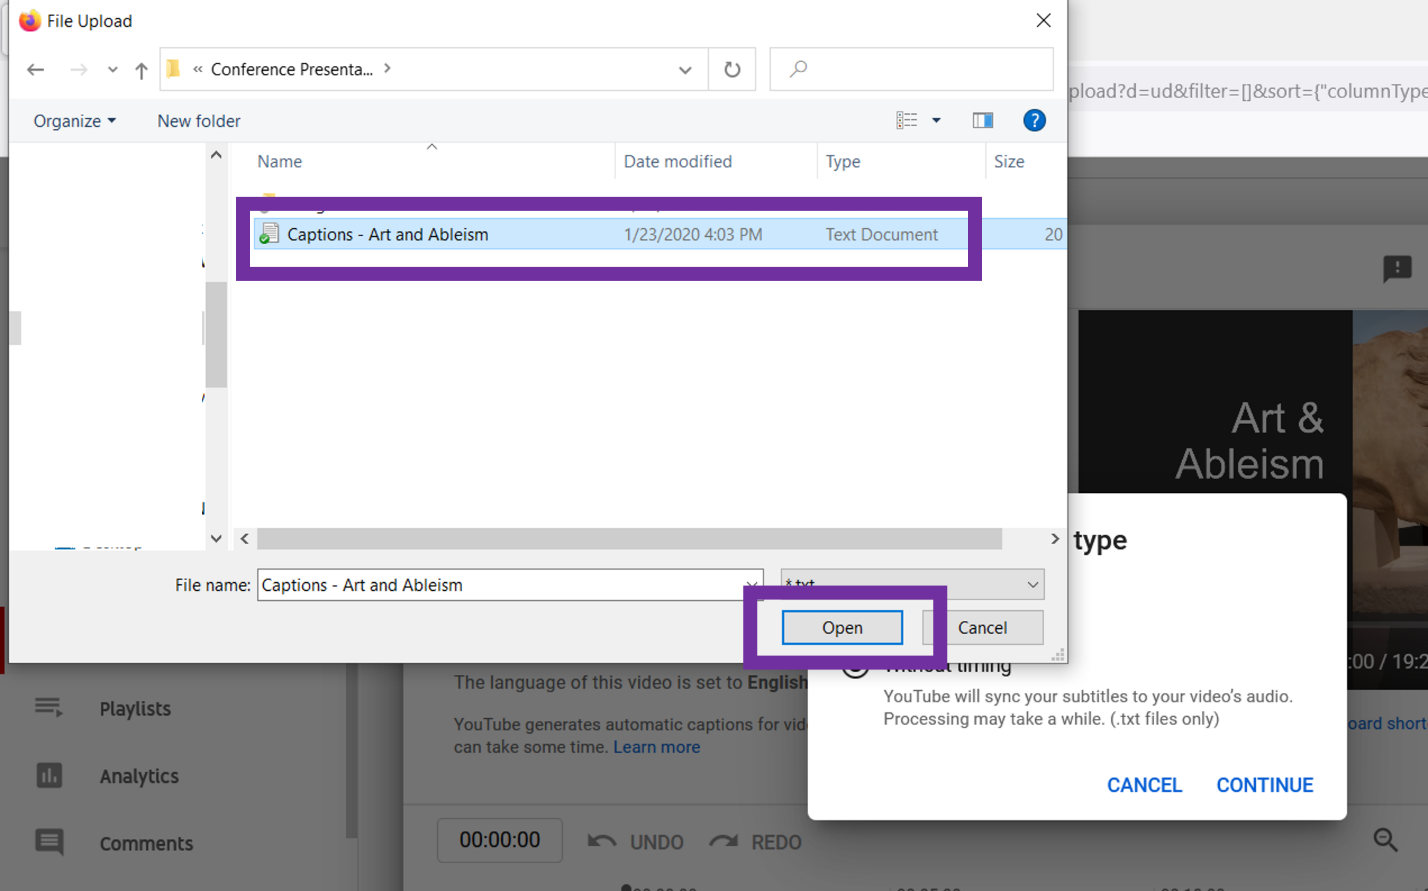 File Upload
« Conference Presenta... >
pload?d=ud&filter=[]&sort={"columnType
Organize New folder
Name Date modified Type Size
Captions - Art and Ableism 1/23/2020 4:03 PM Text Document 20
Art &
Ableism
type
File name: Captions - Art and Ableism *.txt
Open Cancel
Without timing
:00 / 19:2
The language of this video is set to English
YouTube will sync your subtitles to your video's audio.
Processing may take a while. (.txt files only)
Playlists
YouTube generates automatic captions for vid
can take some time. Learn more
oard short
Analytics
CANCEL CONTINUE
Comments
00:00:00 UNDO REDO